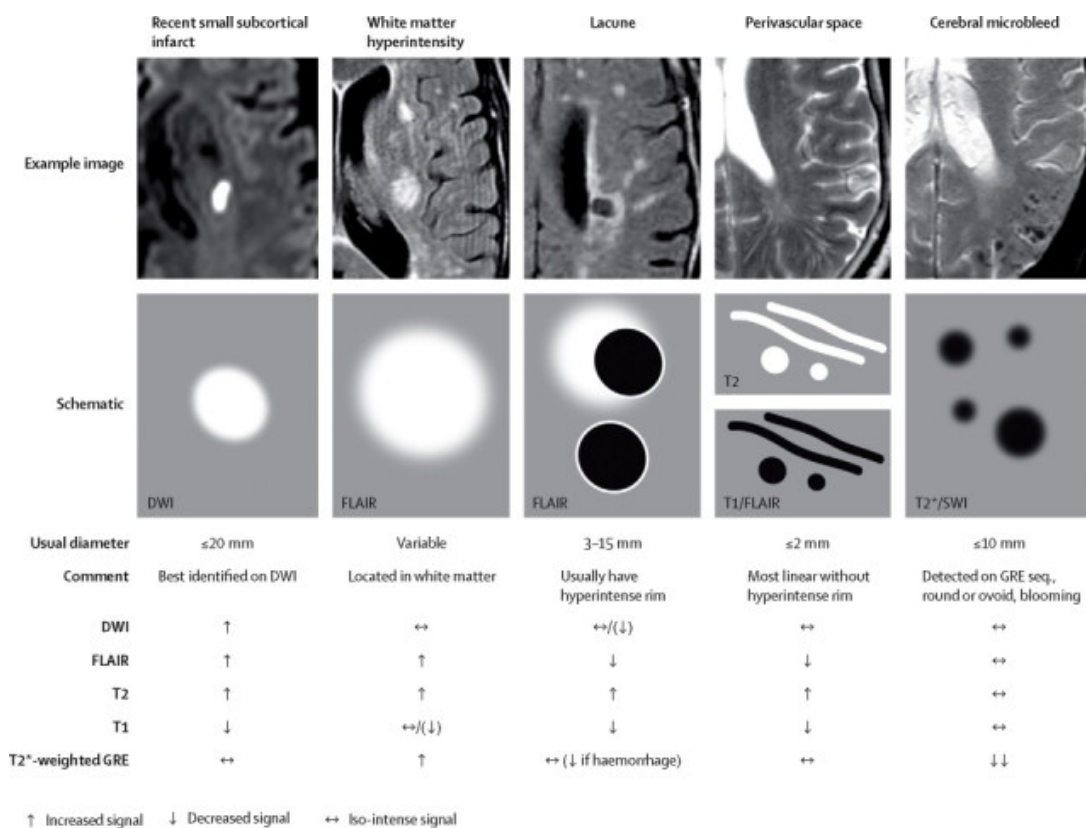 Recent small subcortical infarct
White matter hyperintensity
Lacune
Perivascular space
Cerebral microbleed
Example image
Schematic
DWI
FLAIR
FLAIR
T2
T1/FLAIR
T2*/SWI
Usual diameter ≤20 mm Variable 3–15 mm ≤2 mm ≤10 mm
Comment Best identified on DWI Located in white matter Usually have hyperintense rim Most linear without hyperintense rim Detected on GRE seq., round or ovoid, blooming
DWI ↑ ↔ ↔/(↓) ↔ ↔
FLAIR ↑ ↑ ↓ ↓ ↔
T2 ↑ ↑ ↑ ↑ ↔
T1 ↓ ↔/(↓) ↓ ↓ ↔
T2*-weighted GRE ↔ ↑ ↔ (↓ if haemorrhage) ↔ ↓↓
↑ Increased signal ↓ Decreased signal ↔ Iso-intense signal